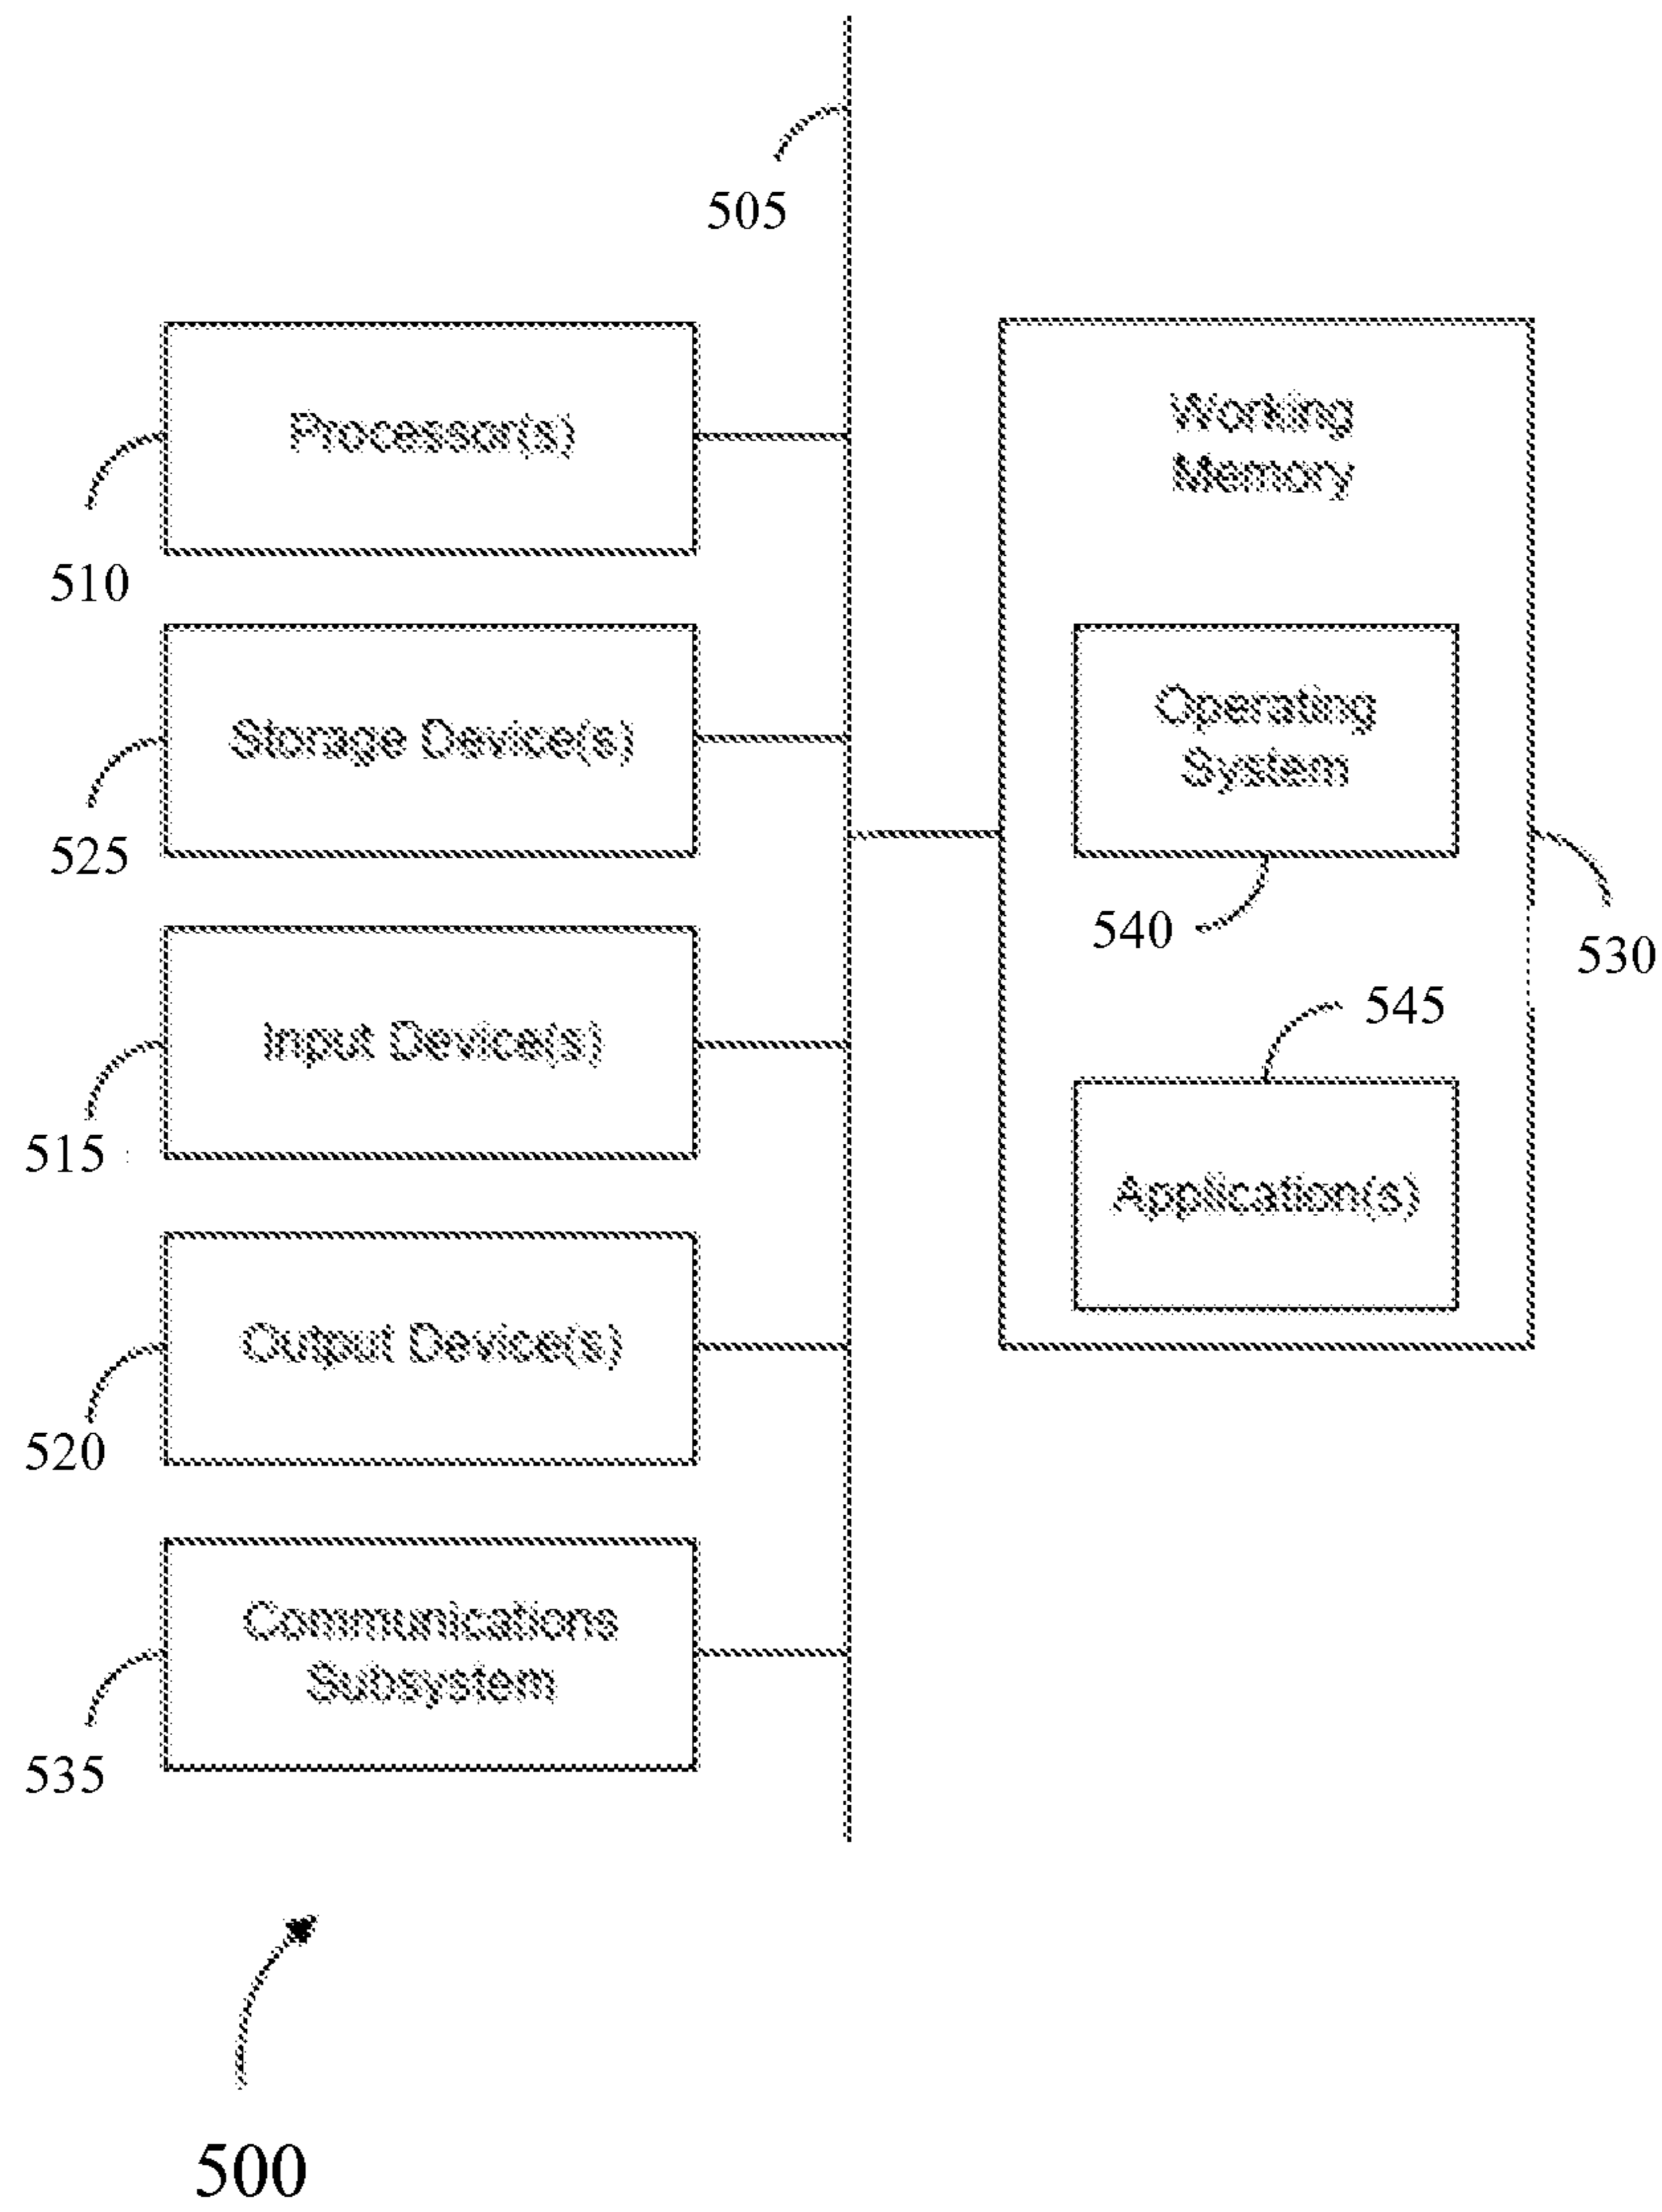 505
Processor(s)
510
Storage Device(s)
525
Input Device(s)
515
Output Device(s)
520
Communications
Subsystem
535
Working
Memory
Operating
System
540
530
545
Application(s)
500